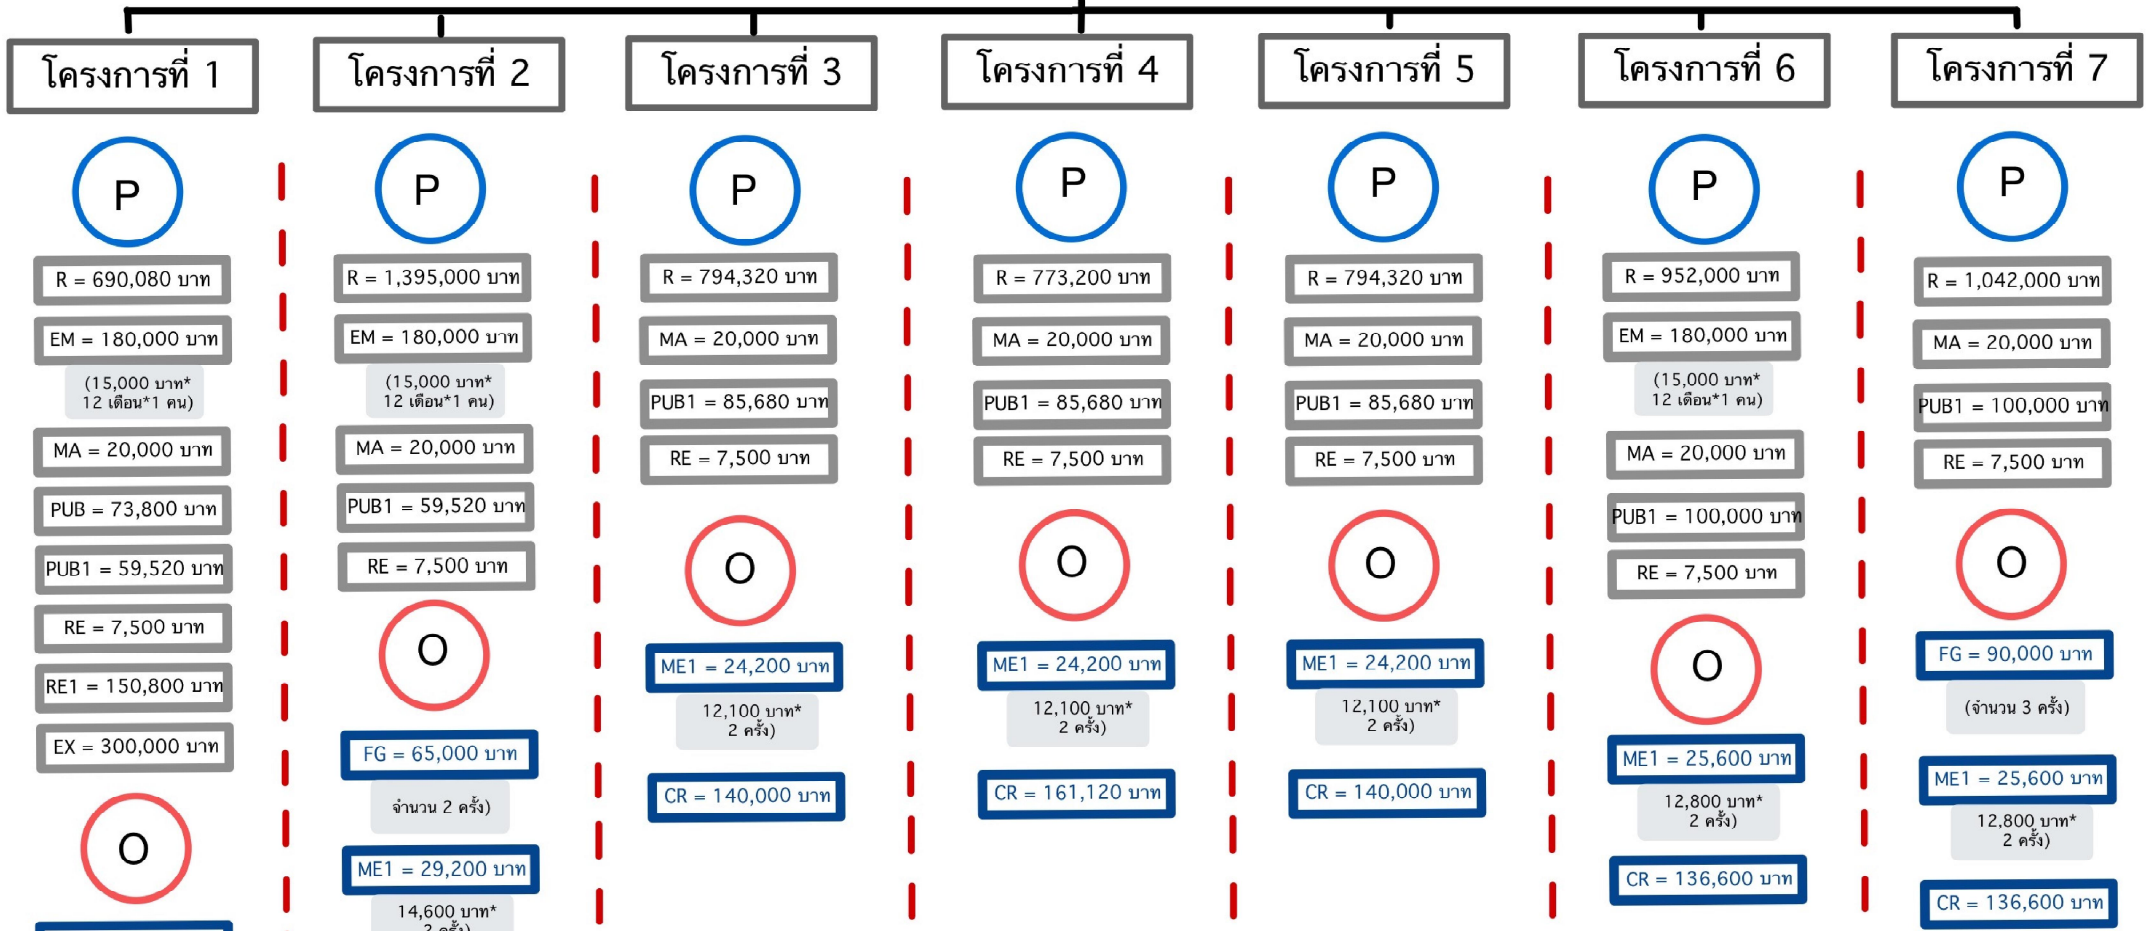 โครงการที่ 1
P
R = 690,080 บาท
EM = 180,000 บาท
(15,000 บาท*
12 เดือน*1 คน)
MA = 20,000 บาท
PUB = 73,800 บาท
PUB1 = 59,520 บาท
RE = 7,500 บาท
RE1 = 150,800 บาท
EX = 300,000 บาท
O
โครงการที่ 2
P
R = 1,395,000 บาท
EM = 180,000 บาท
(15,000 บาท*
12 เดือน*1 คน)
MA = 20,000 บาท
PUB1 = 59,520 บาท
RE = 7,500 บาท
O
FG = 65,000 บาท
จำนวน 2 ครั้ง)
ME1 = 29,200 บาท
14,600 บาท*
2 ครั้ง)
โครงการที่ 3
P
R = 794,320 บาท
MA = 20,000 บาท
PUB1 = 85,680 บาท
RE = 7,500 บาท
O
ME1 = 24,200 บาท
12,100 บาท*
2 ครั้ง)
CR = 140,000 บาท
โครงการที่ 4
P
R = 773,200 บาท
MA = 20,000 บาท
PUB1 = 85,680 บาท
RE = 7,500 บาท
O
ME1 = 24,200 บาท
12,100 บาท*
2 ครั้ง)
CR = 161,120 บาท
โครงการที่ 5
P
R = 794,320 บาท
MA = 20,000 บาท
PUB1 = 85,680 บาท
RE = 7,500 บาท
O
ME1 = 24,200 บาท
12,100 บาท*
2 ครั้ง)
CR = 140,000 บาท
โครงการที่ 6
P
R = 952,000 บาท
EM = 180,000 บาท
(15,000 บาท*
12 เดือน*1 คน)
MA = 20,000 บาท
PUB1 = 100,000 บาท
RE = 7,500 บาท
O
ME1 = 25,600 บาท
12,800 บาท*
2 ครั้ง)
CR = 136,600 บาท
โครงการที่ 7
P
R = 1,042,000 บาท
MA = 20,000 บาท
PUB1 = 100,000 บาท
RE = 7,500 บาท
O
FG = 90,000 บาท
(จำนวน 3 ครั้ง)
ME1 = 25,600 บาท
12,800 บาท*
2 ครั้ง)
CR = 136,600 บาท